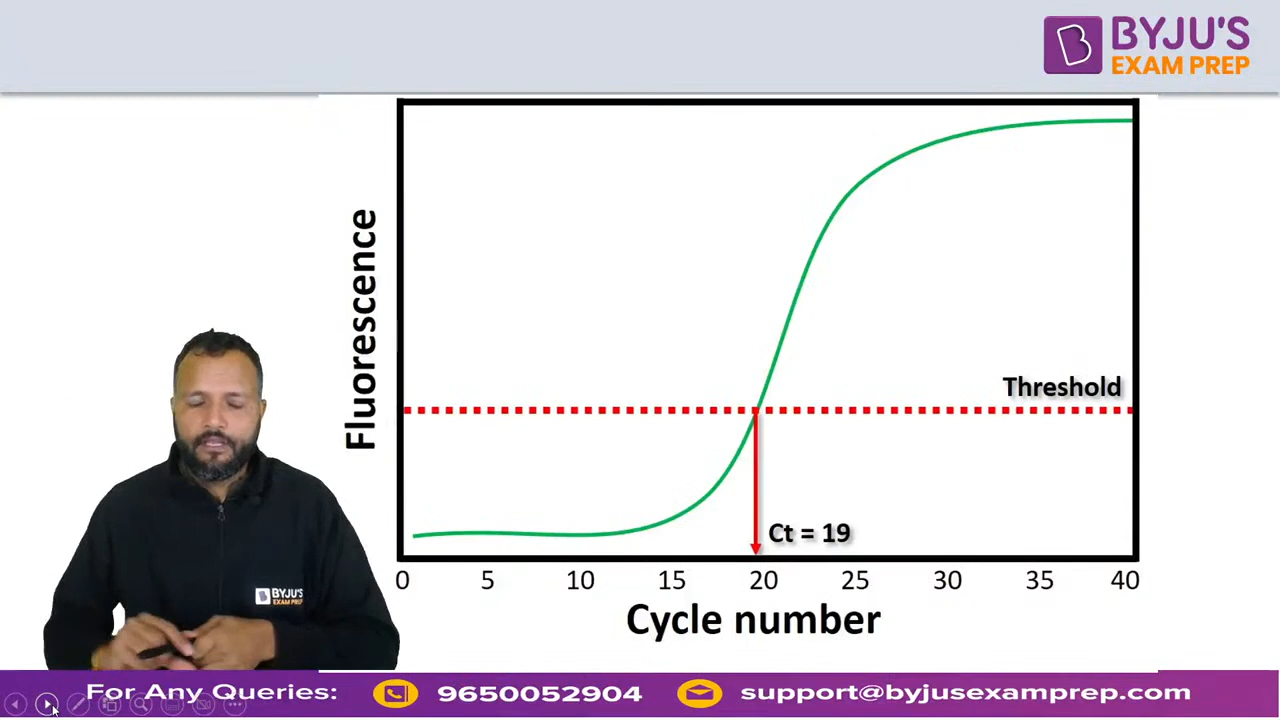 BYJU'S
EXAM PREP
Fluorescence
Threshold
Ct = 19
0 5 10 15 20 25 30 35 40
Cycle number
BYJU'S
EXAM PREP
For Any Queries: 9650052904 support@byjusexamprep.com